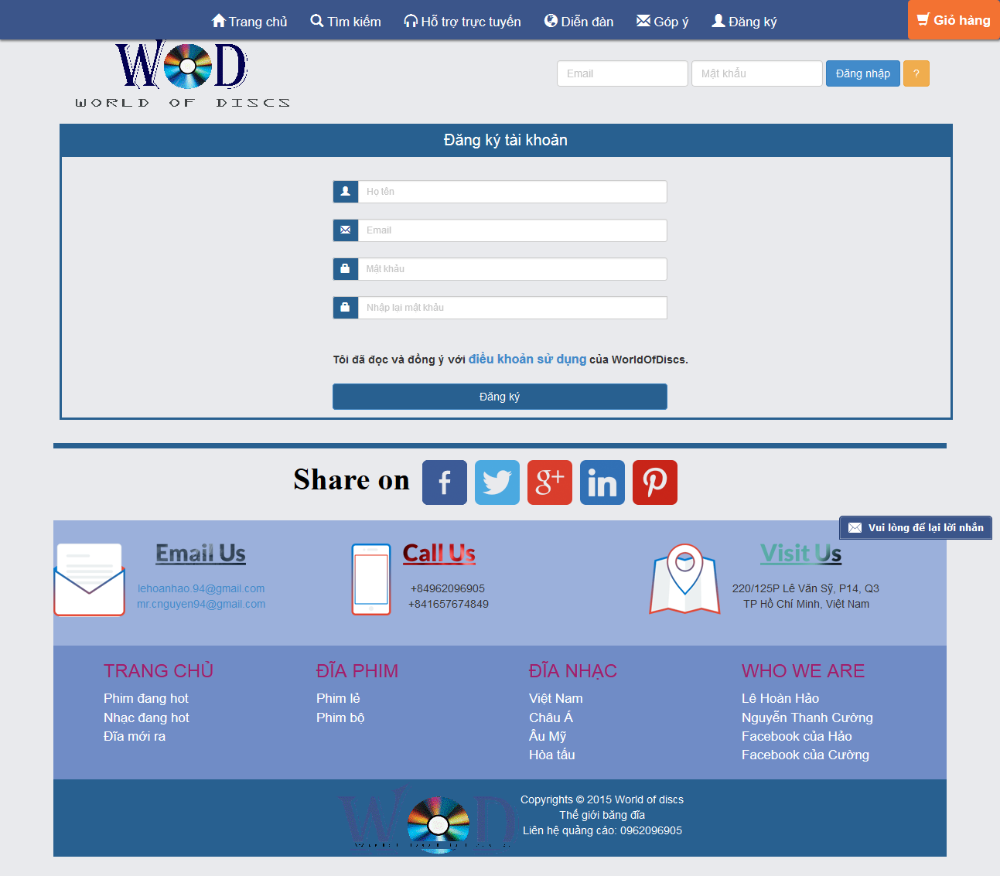 Trang chủ Tìm kiếm Hỗ trợ trực tuyến Diễn đàn Góp ý Đăng ký Giỏ hàng
WOD
WORLD OF DISCS
Email Mật khẩu Đăng nhập ?
Đăng ký tài khoản
Họ tên
Email
Mật khẩu
Nhập lại mật khẩu
Tôi đã đọc và đồng ý với điều khoản sử dụng của WorldOfDiscs.
Đăng ký
Share on
Vui lòng để lại lời nhắn
Email Us
lehoanhao.94@gmail.com
mr.cnguyen94@gmail.com
Call Us
+84962096905
+841657674849
Visit Us
220/125P Lê Văn Sỹ, P14, Q3
TP Hồ Chí Minh, Việt Nam
TRANG CHỦ
Phim đang hot
Nhạc đang hot
Đĩa mới ra
ĐĨA PHIM
Phim lẻ
Phim bộ
ĐĨA NHẠC
Việt Nam
Châu Á
Âu Mỹ
Hòa tấu
WHO WE ARE
Lê Hoàn Hảo
Nguyễn Thanh Cường
Facebook của Hảo
Facebook của Cường
WOD
WORLD OF DISCS
Copyrights © 2015 World of discs
Thế giới băng đĩa
Liên hệ quảng cáo: 0962096905